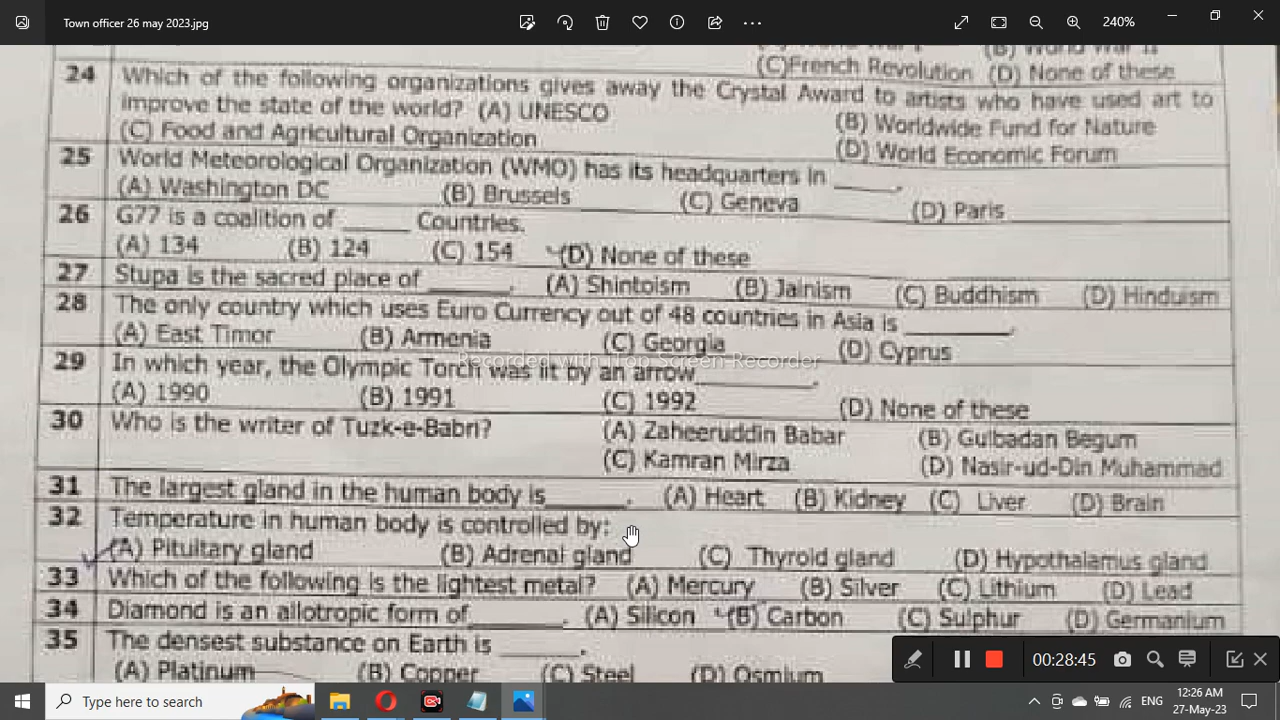 Town officer 26 may 2023.jpg
240%
(C)French Revolution (D) None of these
24 Which of the following organizations gives away the Crystal Award to artists who have used art to
improve the state of the world? (A) UNESCO (B) Worldwide Fund for Nature
(C) Food and Agricultural Organization (D) World Economic Forum
25 World Meteorological Organization (WMO) has its headquarters in ______.
(A) Washington DC (B) Brussels (C) Geneva (D) Paris
26 G77 is a coalition of ______ Countries.
(A) 134 (B) 124 (C) 154 (D) None of these
27 Stupa is the sacred place of _______. (A) Shintoism (B) Jainism (C) Buddhism (D) Hinduism
28 The only country which uses Euro Currency out of 48 countries in Asia is _________.
(A) East Timor (B) Armenia (C) Georgia (D) Cyprus
Recorded with iTop Screen Recorder
29 In which year, the Olympic Torch was lit by an arrow__________.
(A) 1990 (B) 1991 (C) 1992 (D) None of these
30 Who is the writer of Tuzk-e-Babri? (A) Zaheeruddin Babar (B) Gulbadan Begum
(C) Kamran Mirza (D) Nasir-ud-Din Muhammad
31 The largest gland in the human body is_______. (A) Heart (B) Kidney (C) Liver (D) Brain
32 Temperature in human body is controlled by:
(A) Pituitary gland (B) Adrenal gland (C) Thyroid gland (D) Hypothalamus gland
33 Which of the following is the lightest metal? (A) Mercury (B) Silver (C) Lithium (D) Lead
34 Diamond is an allotropic form of________. (A) Silicon (B) Carbon (C) Sulphur (D) Germanium
35 The densest substance on Earth is _______.
(A) Platinum (B) Copper (C) Steel (D) Osmium
00:28:45
Type here to search
ENG
12:26 AM
27-May-23